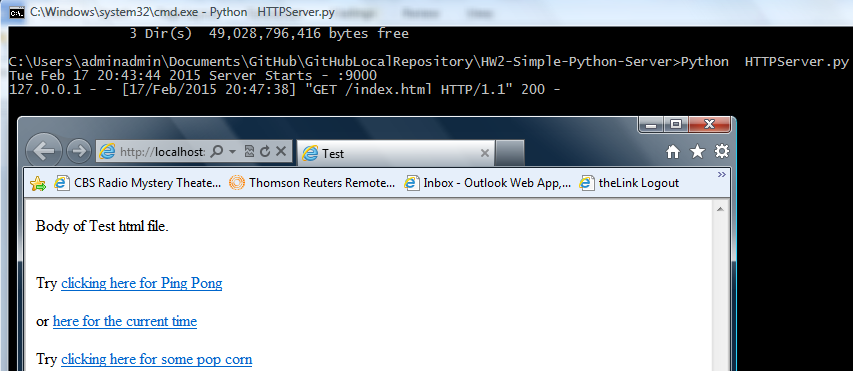 C:\Windows\system32\cmd.exe - Python   HTTPServer.py
3 Dir(s)  49,028,796,416 bytes free
C:\Users\adminadmin\Documents\GitHub\GitHubLocalRepository\HW2-Simple-Python-Server>Python  HTTPServer.py
Tue Feb 17 20:43:44 2015 Server Starts - :9000
127.0.0.1 - - [17/Feb/2015 20:47:38] "GET /index.html HTTP/1.1" 200 -
http://localhost: Test
CBS Radio Mystery Theate... Thomson Reuters Remote... Inbox - Outlook Web App,... theLink Logout
Body of Test html file.
Try clicking here for Ping Pong
or here for the current time
Try clicking here for some pop corn